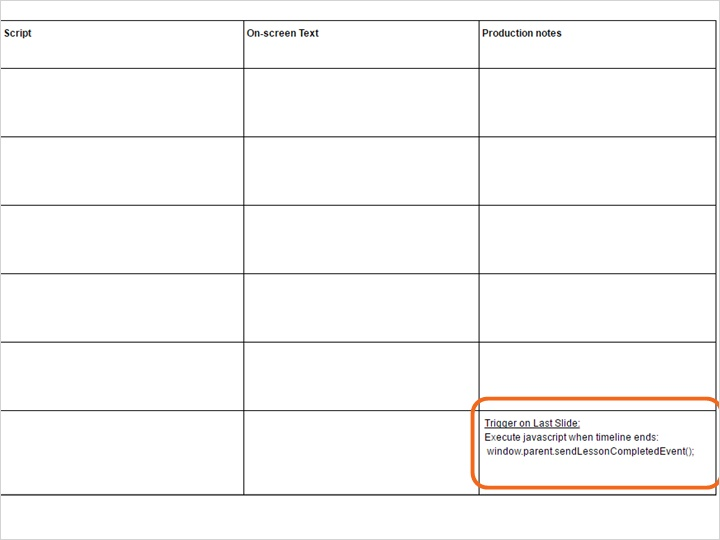 Script
On-screen Text
Production notes
Trigger on Last Slide:
Execute javascript when timeline ends:
window.parent.sendLessonCompletedEvent();